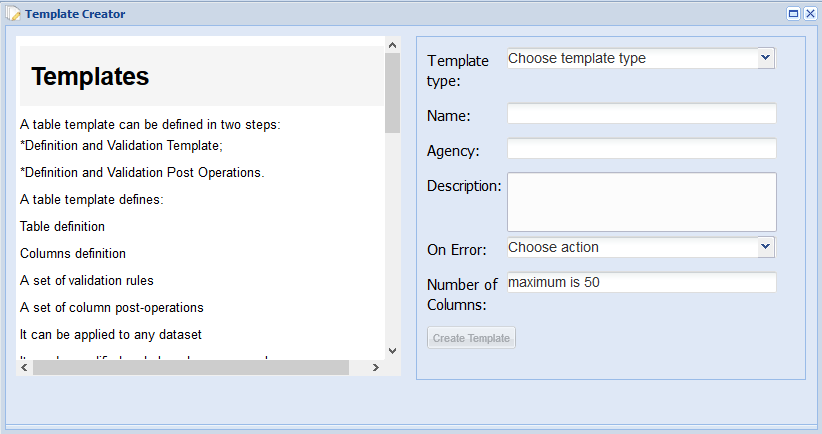 Template Creator
Templates
A table template can be defined in two steps:
*Definition and Validation Template;
*Definition and Validation Post Operations.
A table template defines:
Table definition
Columns definition
A set of validation rules
A set of column post-operations
It can be applied to any dataset
Template type:
Choose template type
Name:
Agency:
Description:
On Error:
Choose action
Number of Columns:
maximum is 50
Create Template